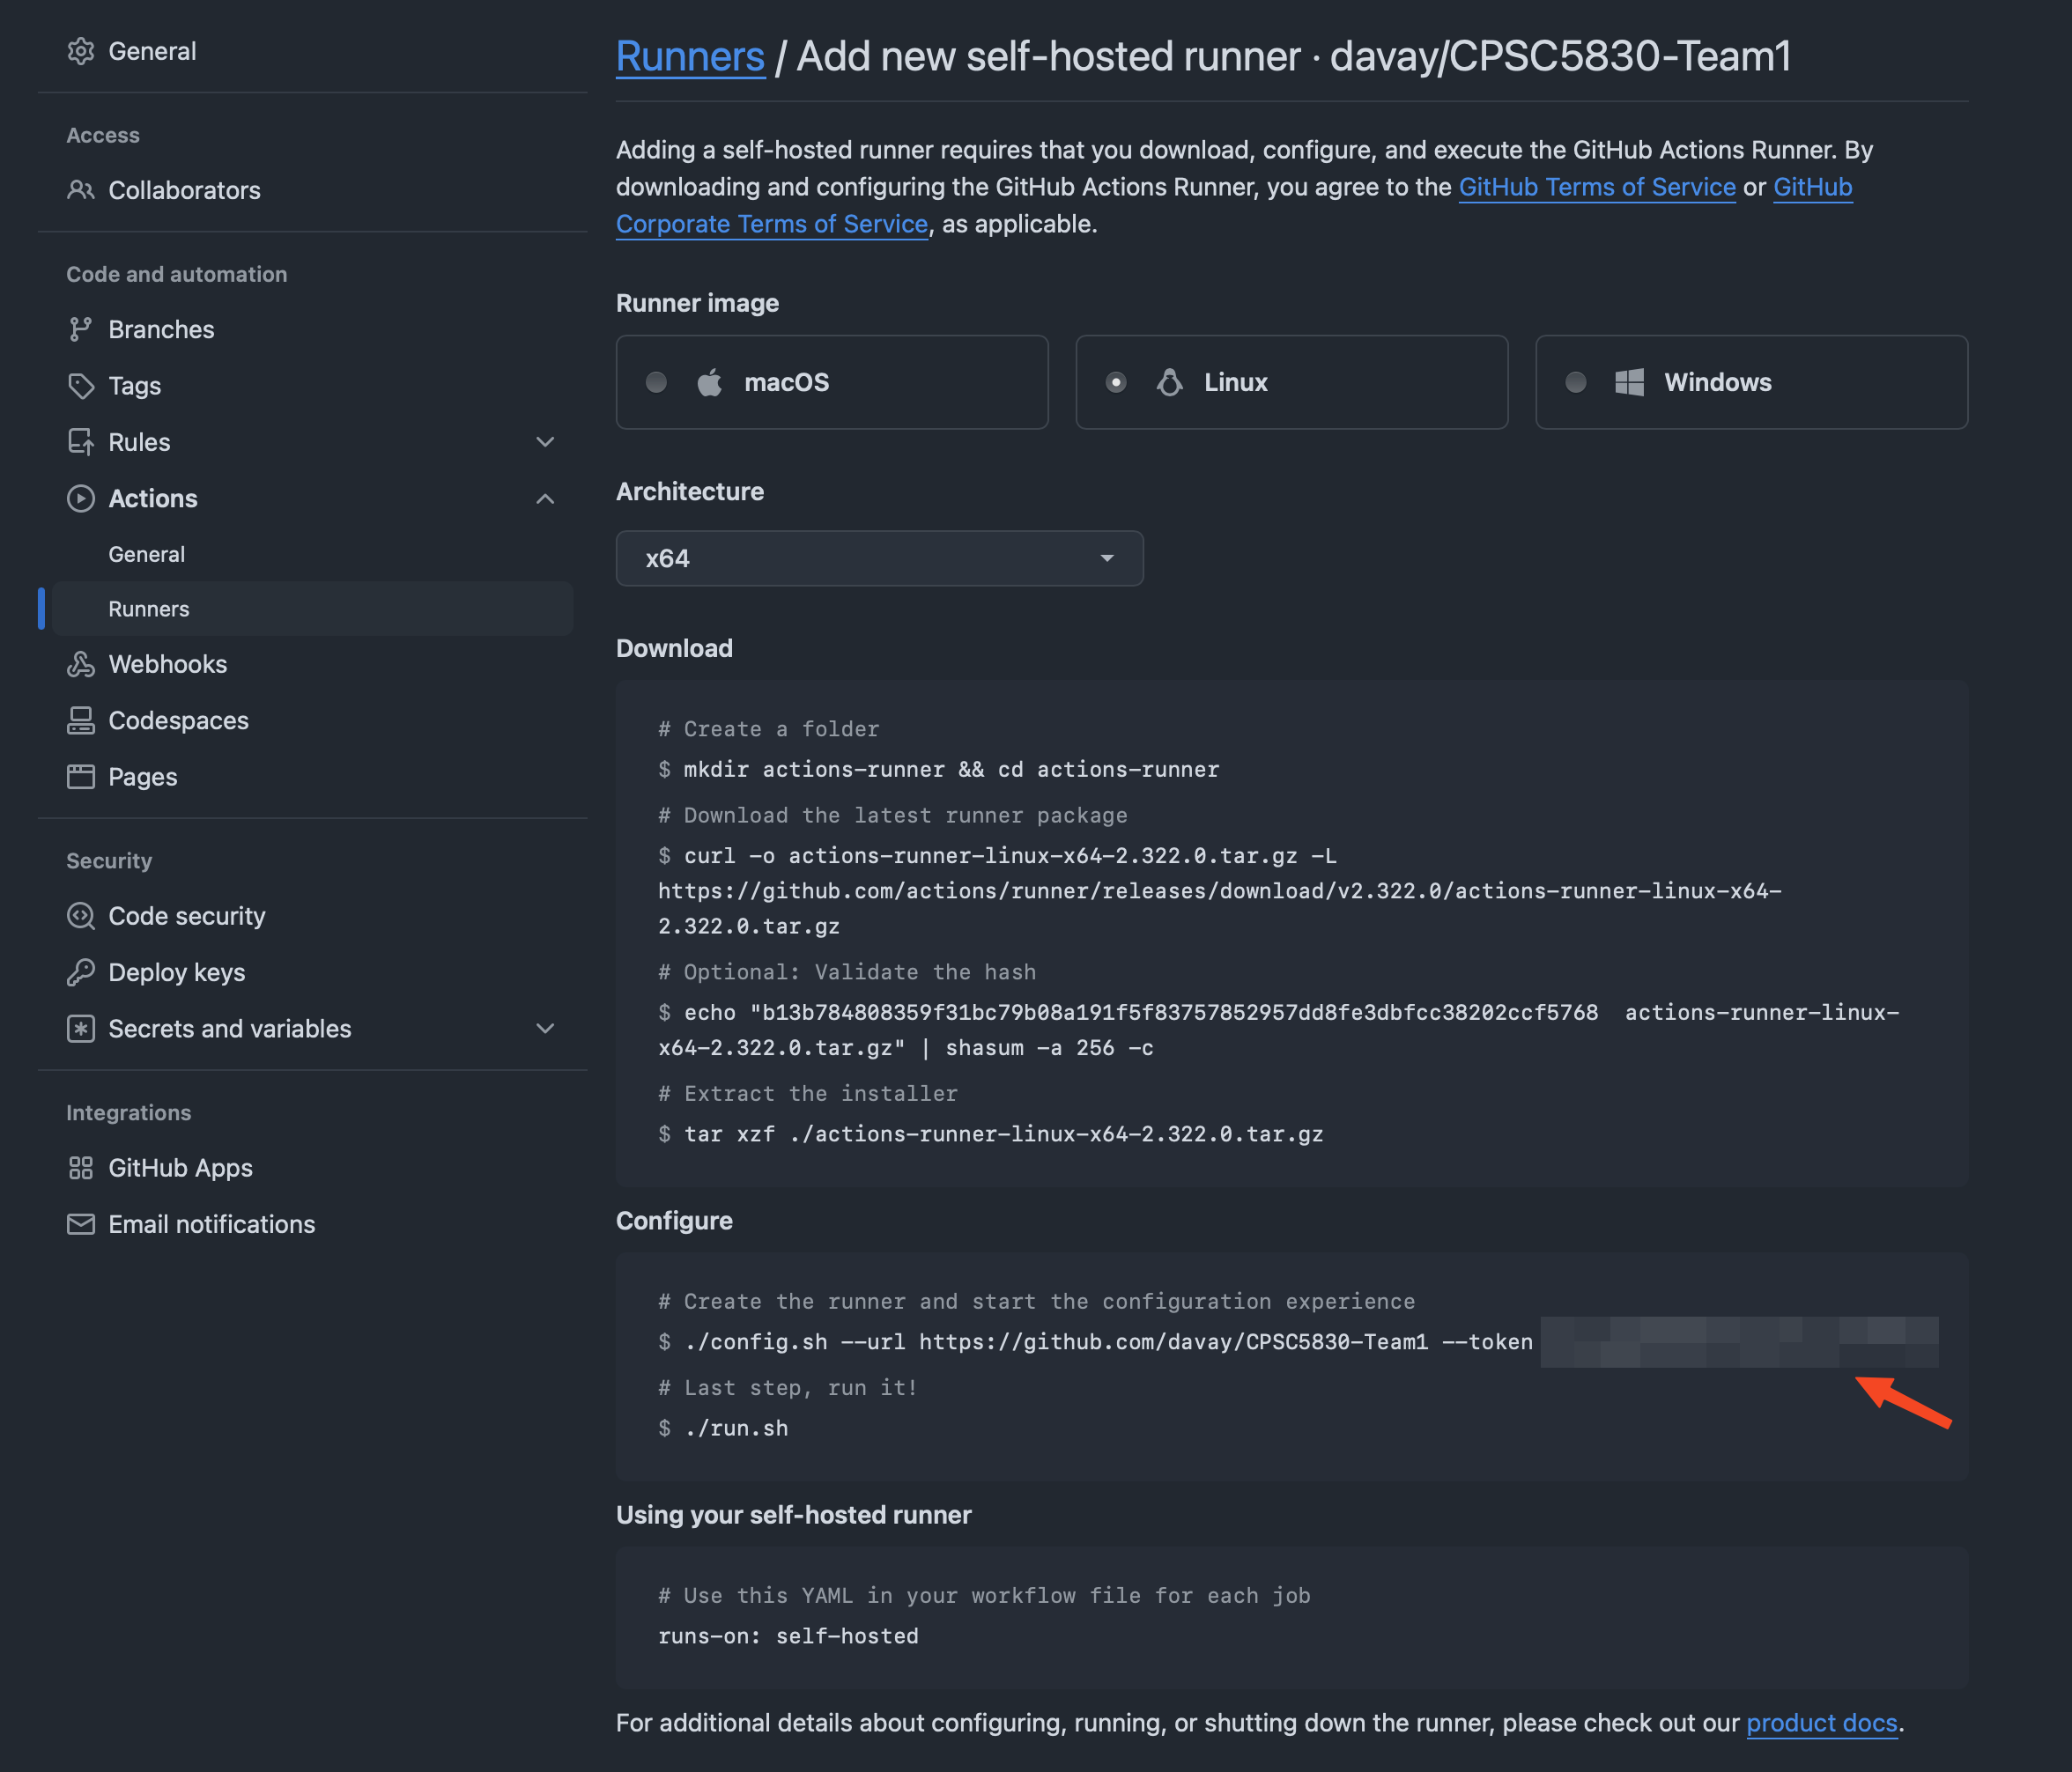 General
Access
Collaborators
Code and automation
Branches
Tags
Rules
Actions
General
Runners
Webhooks
Codespaces
Pages
Security
Code security
Deploy keys
Secrets and variables
Integrations
GitHub Apps
Email notifications
Runners / Add new self-hosted runner · davay/CPSC5830-Team1
Adding a self-hosted runner requires that you download, configure, and execute the GitHub Actions Runner. By
downloading and configuring the GitHub Actions Runner, you agree to the GitHub Terms of Service or GitHub
Corporate Terms of Service, as applicable.
Runner image
macOS
Linux
Windows
Architecture
x64
Download
# Create a folder
$ mkdir actions-runner && cd actions-runner
# Download the latest runner package
$ curl -o actions-runner-linux-x64-2.322.0.tar.gz -L
https://github.com/actions/runner/releases/download/v2.322.0/actions-runner-linux-x64-
2.322.0.tar.gz
# Optional: Validate the hash
$ echo "b13b784808359f31bc79b08a191f5f83757852957dd8fe3dbfcc38202ccf5768  actions-runner-linux-
x64-2.322.0.tar.gz" | shasum -a 256 -c
# Extract the installer
$ tar xzf ./actions-runner-linux-x64-2.322.0.tar.gz
Configure
# Create the runner and start the configuration experience
$ ./config.sh --url https://github.com/davay/CPSC5830-Team1 --token
# Last step, run it!
$ ./run.sh
Using your self-hosted runner
# Use this YAML in your workflow file for each job
runs-on: self-hosted
For additional details about configuring, running, or shutting down the runner, please check out our product docs.